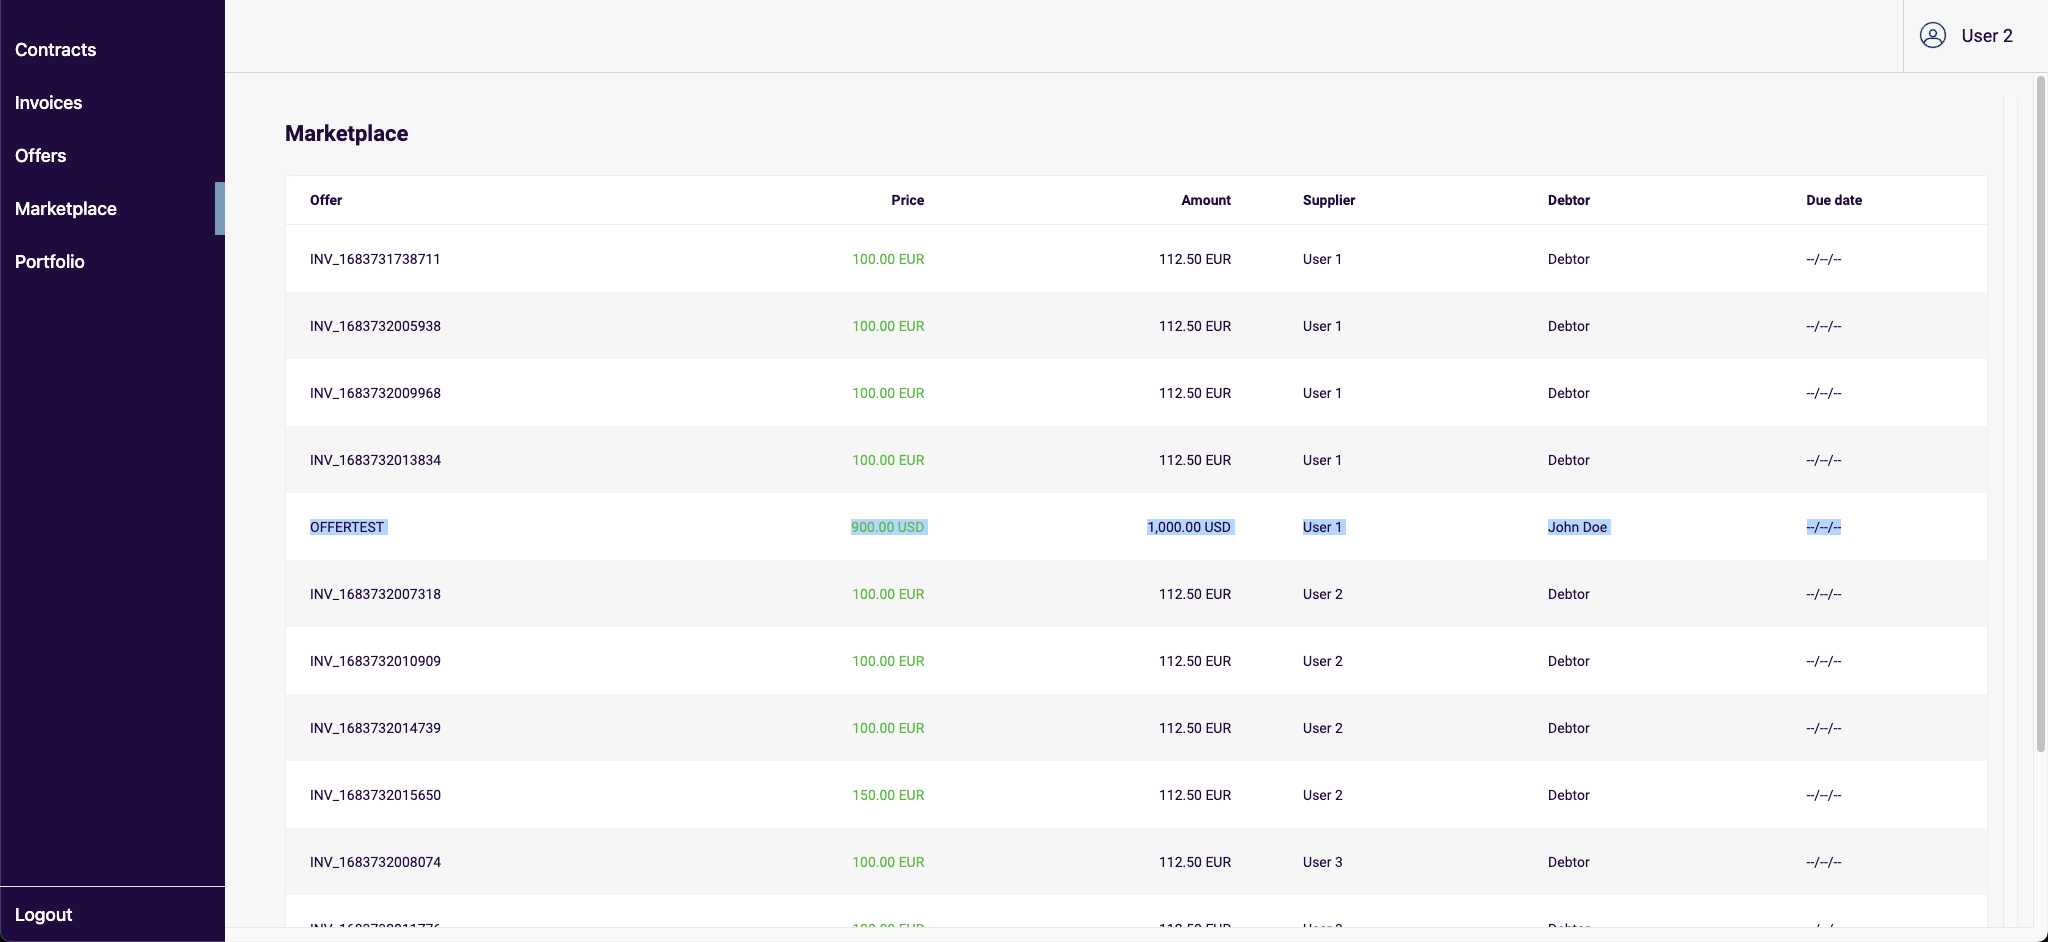 Contracts
Invoices
Offers
Marketplace
Portfolio
Logout
User 2
Marketplace
Offer Price Amount Supplier Debtor Due date
INV_1683731738711 100.00 EUR 112.50 EUR User 1 Debtor --/--/--
INV_1683732005938 100.00 EUR 112.50 EUR User 1 Debtor --/--/--
INV_1683732009968 100.00 EUR 112.50 EUR User 1 Debtor --/--/--
INV_1683732013834 100.00 EUR 112.50 EUR User 1 Debtor --/--/--
OFFERTEST 900.00 USD 1,000.00 USD User 1 John Doe --/--/--
INV_1683732007318 100.00 EUR 112.50 EUR User 2 Debtor --/--/--
INV_1683732010909 100.00 EUR 112.50 EUR User 2 Debtor --/--/--
INV_1683732014739 100.00 EUR 112.50 EUR User 2 Debtor --/--/--
INV_1683732015650 150.00 EUR 112.50 EUR User 2 Debtor --/--/--
INV_1683732008074 100.00 EUR 112.50 EUR User 3 Debtor --/--/--